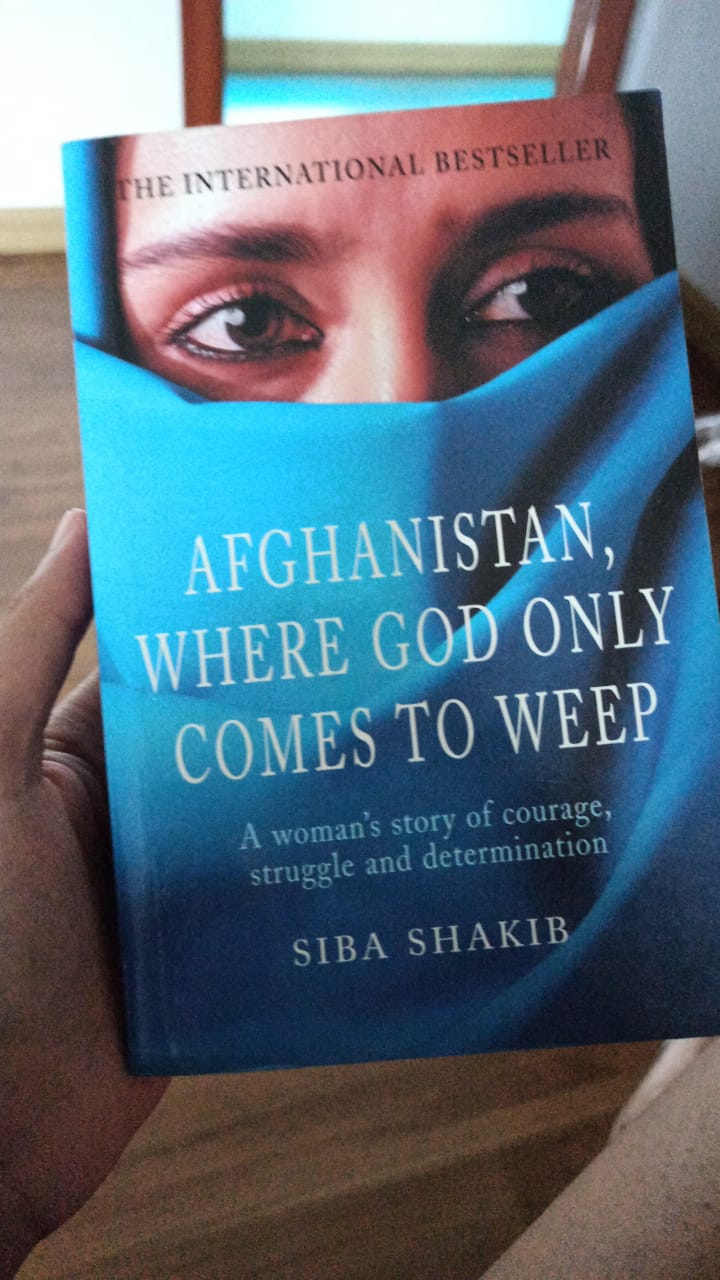 THE INTERNATIONAL BESTSELLER
AFGHANISTAN,
WHERE GOD ONLY
COMES TO WEEP
A woman's story of courage,
struggle and determination
SIBA SHAKIB